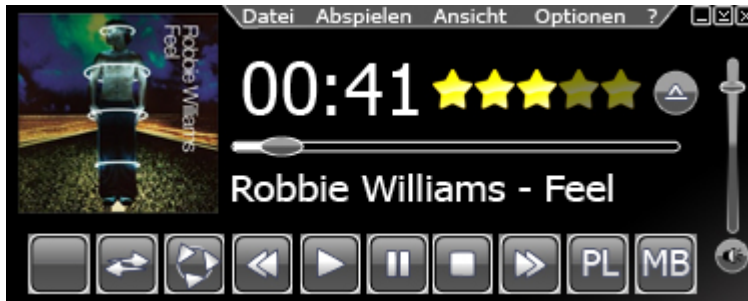 Datei Abspielen Ansicht Optionen ?
Robbie Williams
Feel
00:41
Robbie Williams - Feel
PL MB